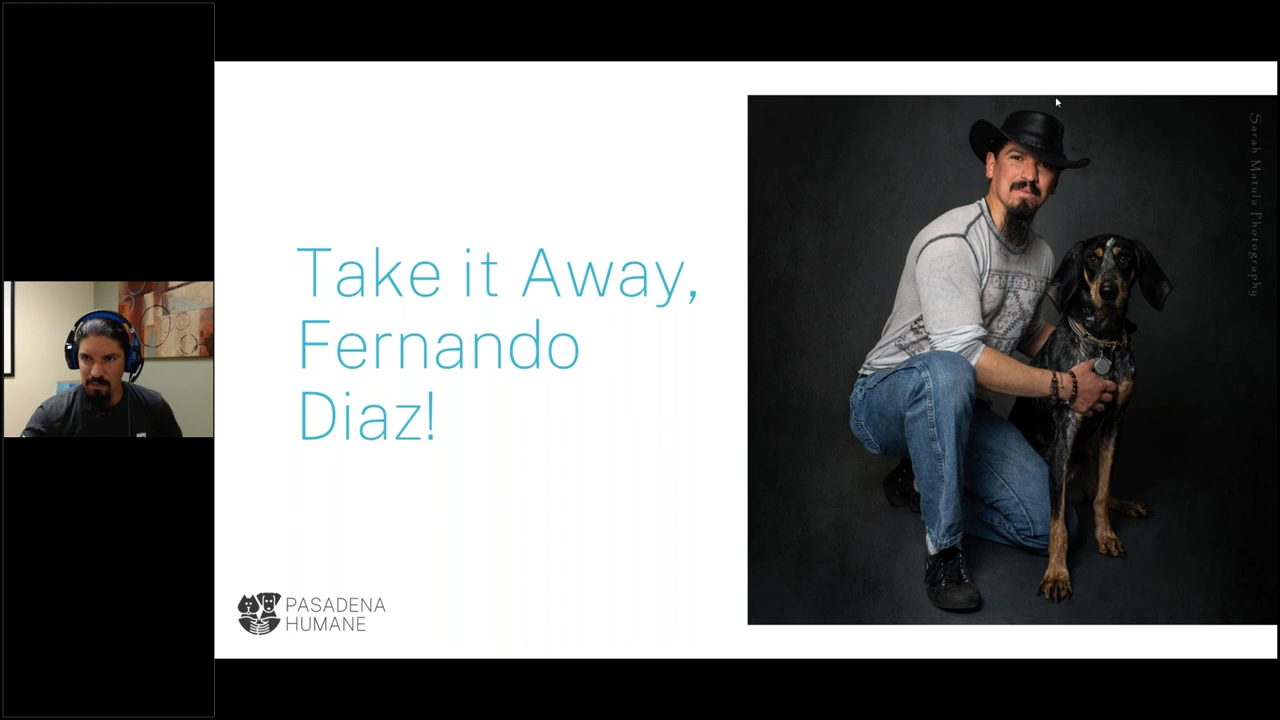 Take it Away,
Fernando
Diaz!
PASADENA
HUMANE
Sarah Matula Photography